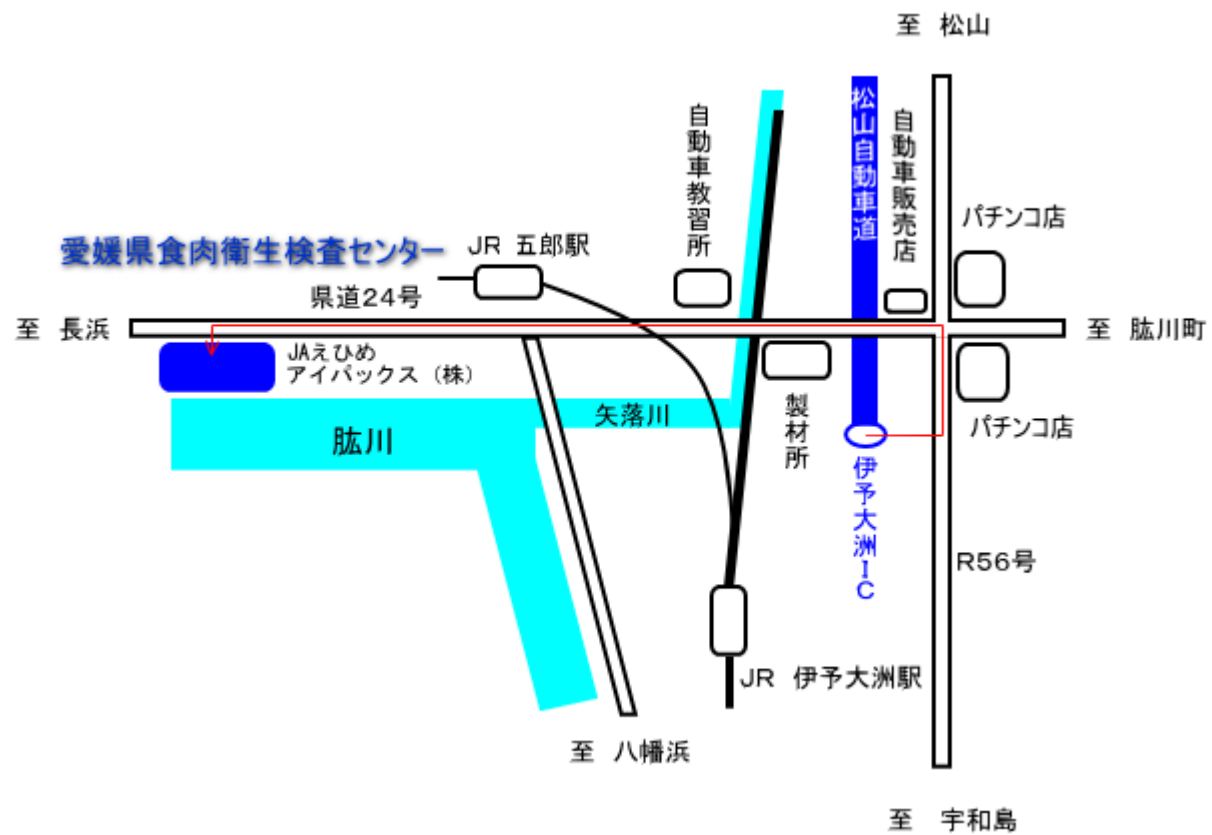 至 松山
松山自動車道
自動車販売店
自動車教習所
パチンコ店
JR 五郎駅
愛媛県食肉衛生検査センター
県道24号
至 長浜
至 肱川町
JAえひめ
アイパックス（株）
製材所
矢落川
パチンコ店
肱川
伊予大洲IC
R56号
JR 伊予大洲駅
至 八幡浜
至 宇和島